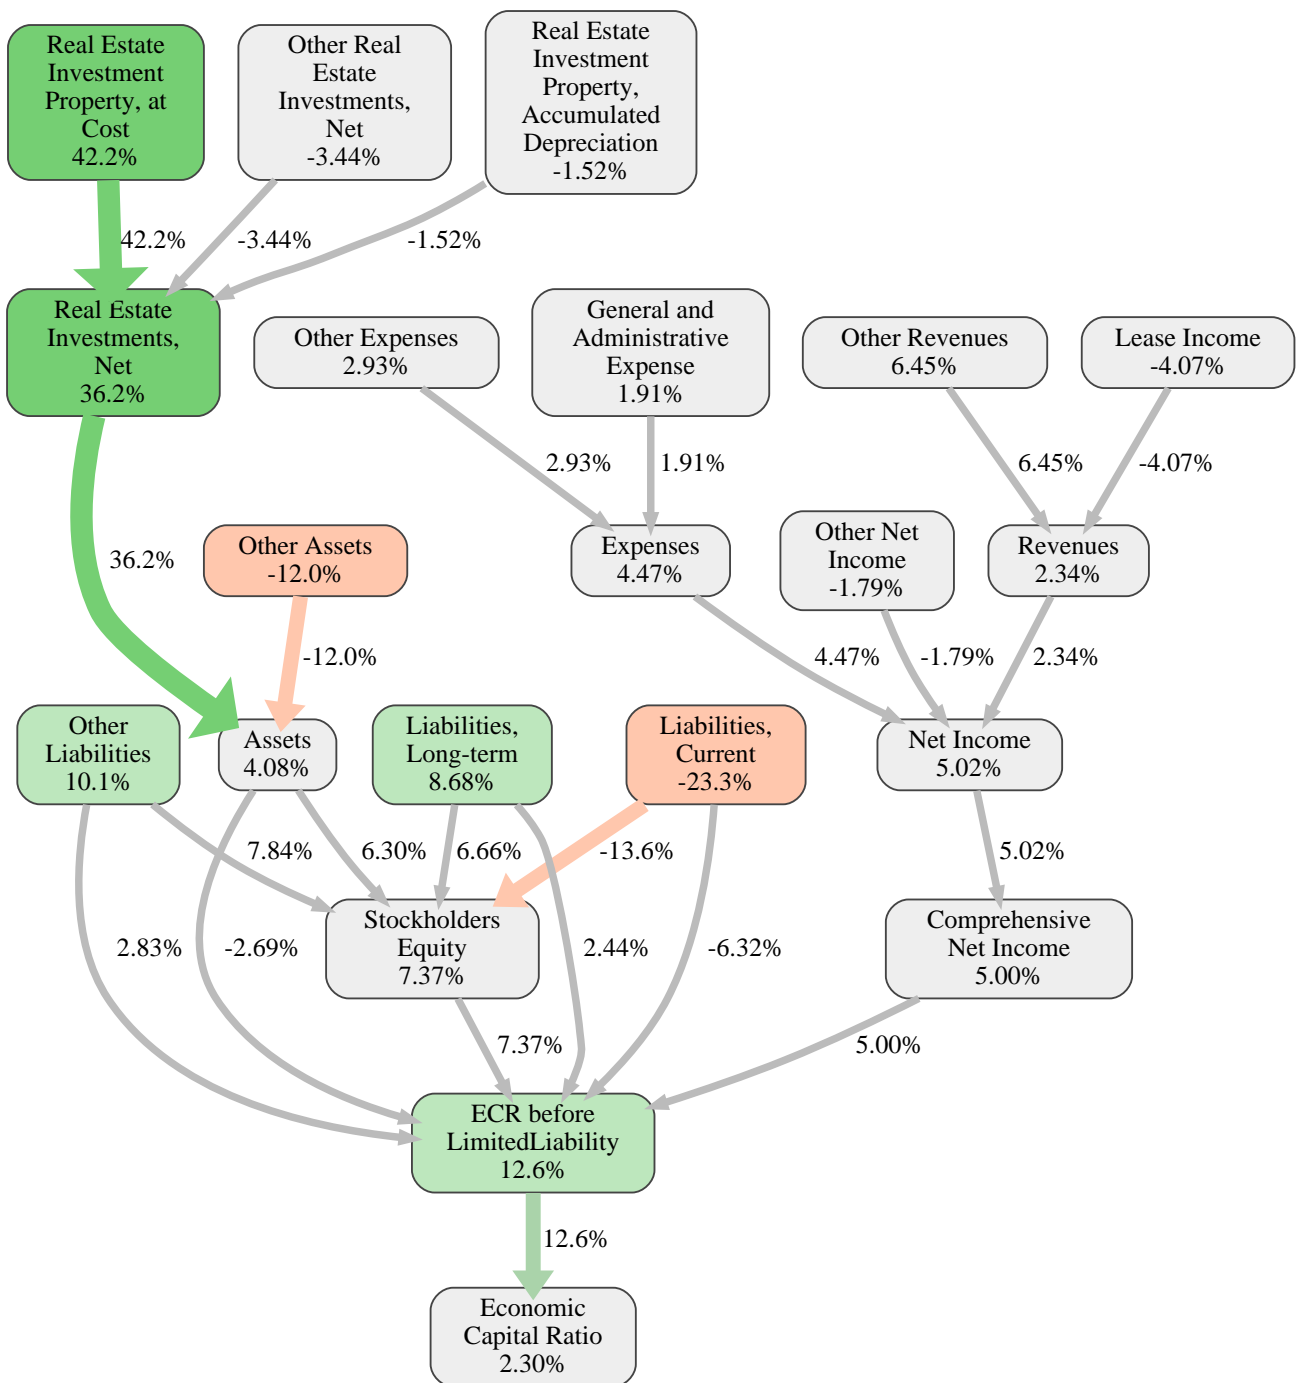 Real Estate
Investment
Property, at
Cost
42.2%
Other Real
Estate
Investments,
Net
-3.44%
Real Estate
Investment
Property,
Accumulated
Depreciation
-1.52%
42.2%
-3.44%
-1.52%
Real Estate
Investments,
Net
36.2%
Other Expenses
2.93%
General and
Administrative
Expense
1.91%
Other Revenues
6.45%
Lease Income
-4.07%
2.93%
1.91%
6.45%
-4.07%
36.2%
Other Assets
-12.0%
Expenses
4.47%
Other Net
Income
-1.79%
Revenues
2.34%
-12.0%
4.47%
-1.79%
2.34%
Other
Liabilities
10.1%
Assets
4.08%
Liabilities,
Long-term
8.68%
Liabilities,
Current
-23.3%
Net Income
5.02%
7.84%
6.30%
6.66%
-13.6%
5.02%
2.83%
-2.69%
Stockholders
Equity
7.37%
2.44%
-6.32%
Comprehensive
Net Income
5.00%
7.37%
5.00%
ECR before
LimitedLiability
12.6%
12.6%
Economic
Capital Ratio
2.30%